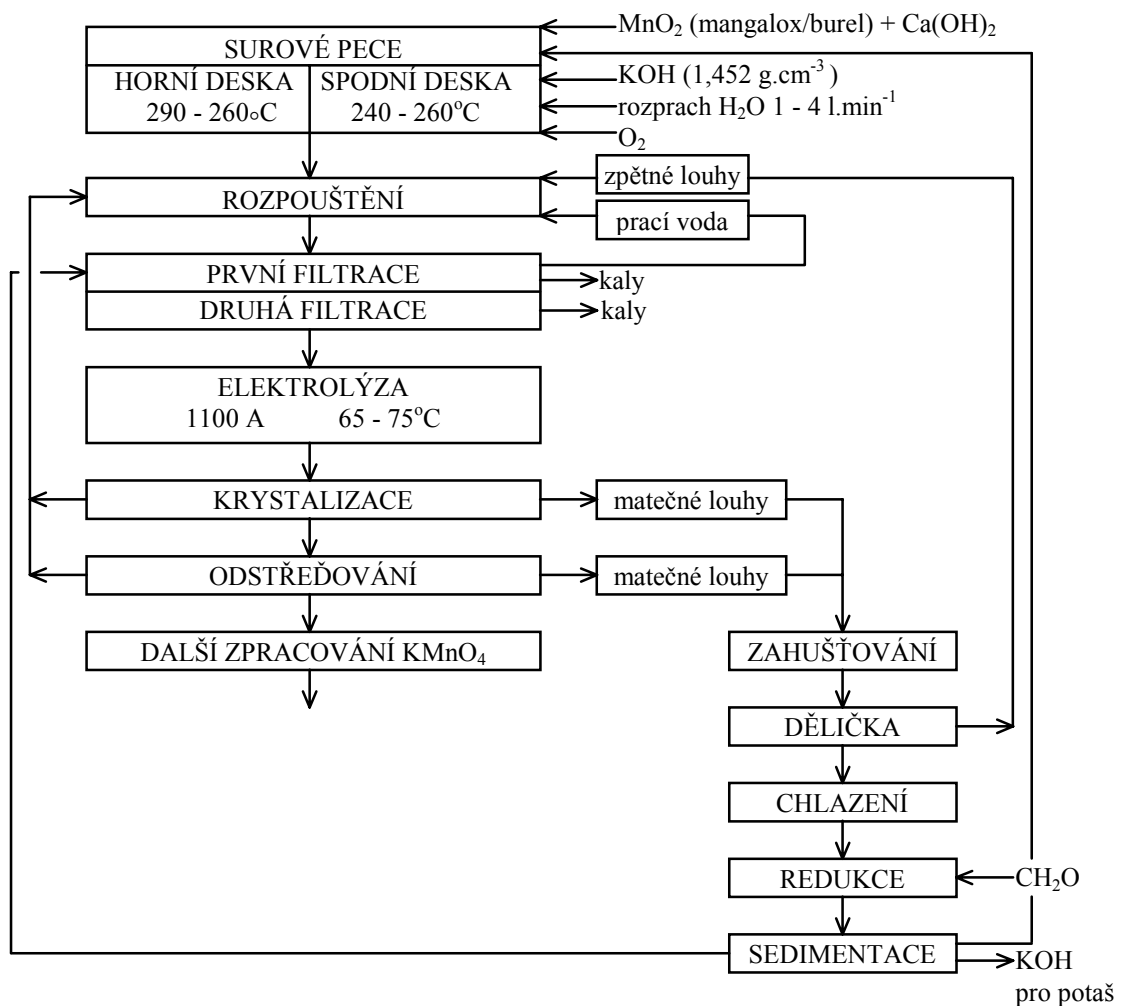 MnO2 (mangalox/burel) + Ca(OH)2
SUROVÉ PECE
HORNÍ DESKA
290 - 260oC
SPODNÍ DESKA
240 - 260oC
KOH (1,452 g.cm-3 )
rozprach H2O 1 - 4 l.min-1
O2
zpětné louhy
ROZPOUŠTĚNÍ
prací voda
PRVNÍ FILTRACE
kaly
DRUHÁ FILTRACE
kaly
ELEKTROLÝZA
1100 A 65 - 75oC
KRYSTALIZACE
matečné louhy
ODSTŘEĎOVÁNÍ
matečné louhy
DALŠÍ ZPRACOVÁNÍ KMnO4
ZAHUŠŤOVÁNÍ
DĚLIČKA
CHLAZENÍ
REDUKCE
CH2O
SEDIMENTACE
KOH
pro potaš